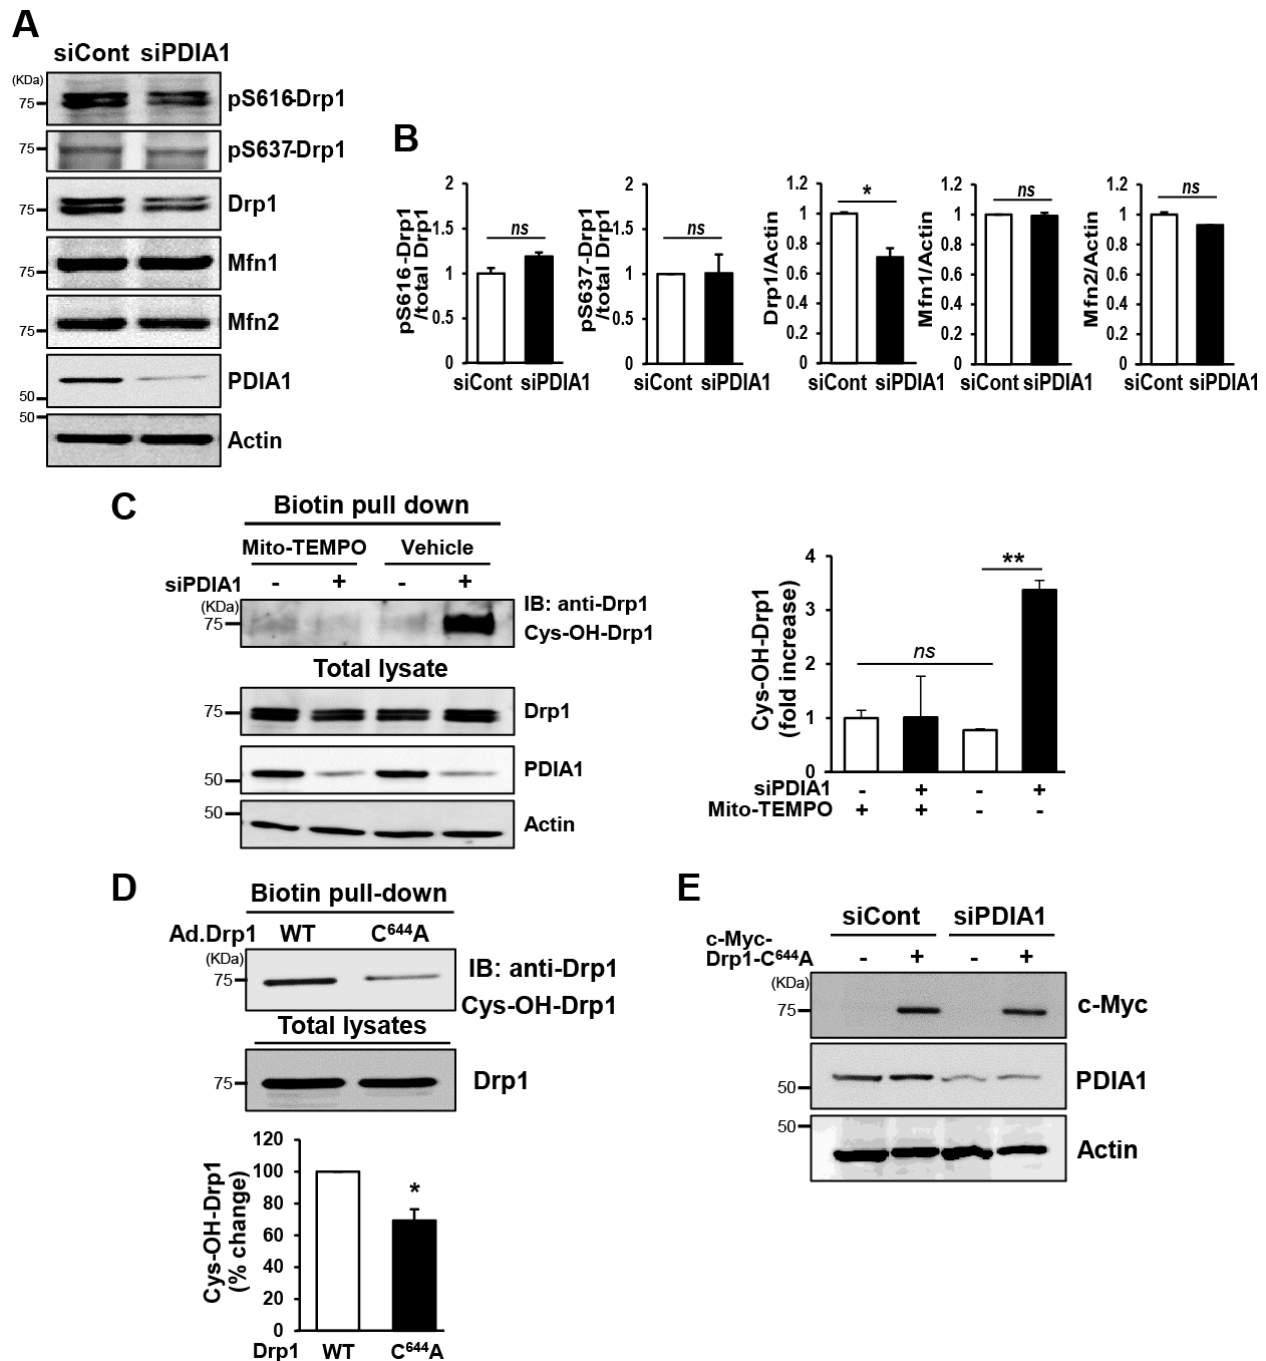 A
siCont siPDIA1
(KDa)
75
pS616-Drp1
75
pS637-Drp1
75
Drp1
75
Mfn1
75
Mfn2
50
PDIA1
50
Actin
B
pS616-Drp1
/total Drp1
2
1.5
1
0.5
0
ns
siCont siPDIA1
pS637-Drp1
/total Drp1
2
1.5
1
0.5
0
ns
siCont siPDIA1
Drp1/Actin
1.2
1
0.8
0.6
0.4
0.2
0
*
siCont siPDIA1
Mfn1/Actin
1.2
1
0.8
0.6
0.4
0.2
0
ns
siCont siPDIA1
Mfn2/Actin
1.2
1
0.8
0.6
0.4
0.2
0
ns
siCont siPDIA1
C
Biotin pull down
Mito-TEMPO Vehicle
siPDIA1 - + - +
(KDa)
75
IB: anti-Drp1
Cys-OH-Drp1
Total lysate
75
Drp1
50
PDIA1
50
Actin
Cys-OH-Drp1
(fold increase)
4
3
2
1
0
ns
**
siPDIA1 - + - +
Mito-TEMPO + + - -
D
Biotin pull-down
Ad.Drp1 WT C⁶⁴⁴A
(KDa)
75
IB: anti-Drp1
Cys-OH-Drp1
Total lysates
75
Drp1
Cys-OH-Drp1
(% change)
120
100
80
60
40
20
0
*
Drp1 WT C⁶⁴⁴A
E
siCont siPDIA1
c-Myc-
Drp1-C⁶⁴⁴A - + - +
(KDa)
75
c-Myc
50
PDIA1
50
Actin